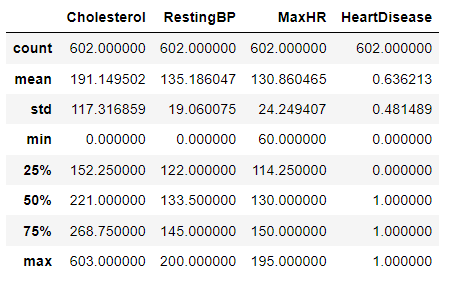 Cholesterol RestingBP MaxHR HeartDisease
count 602.000000 602.000000 602.000000 602.000000
mean 191.149502 135.186047 130.860465 0.636213
std 117.316859 19.060075 24.249407 0.481489
min 0.000000 0.000000 60.000000 0.000000
25% 152.250000 122.000000 114.250000 0.000000
50% 221.000000 133.500000 130.000000 1.000000
75% 268.750000 145.000000 150.000000 1.000000
max 603.000000 200.000000 195.000000 1.000000